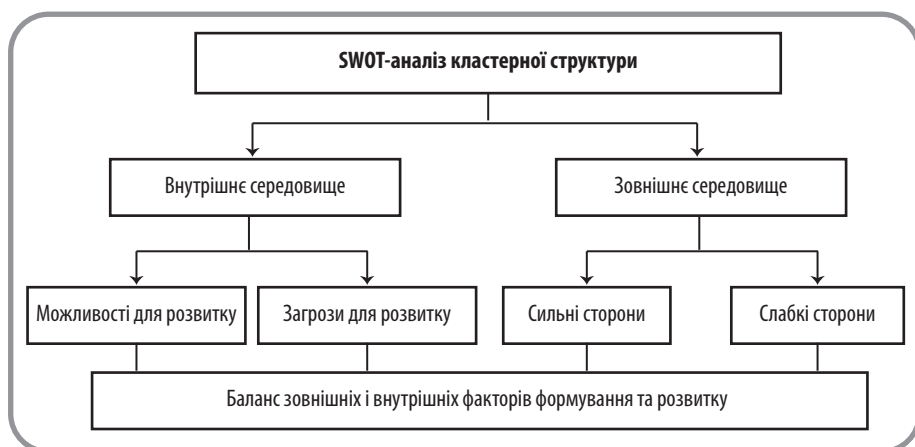 SWOT-аналіз кластерної структури
Внутрішнє середовище
Зовнішнє середовище
Можливості для розвитку
Загрози для розвитку
Сильні сторони
Слабкі сторони
Баланс зовнішніх і внутрішніх факторів формування та розвитку